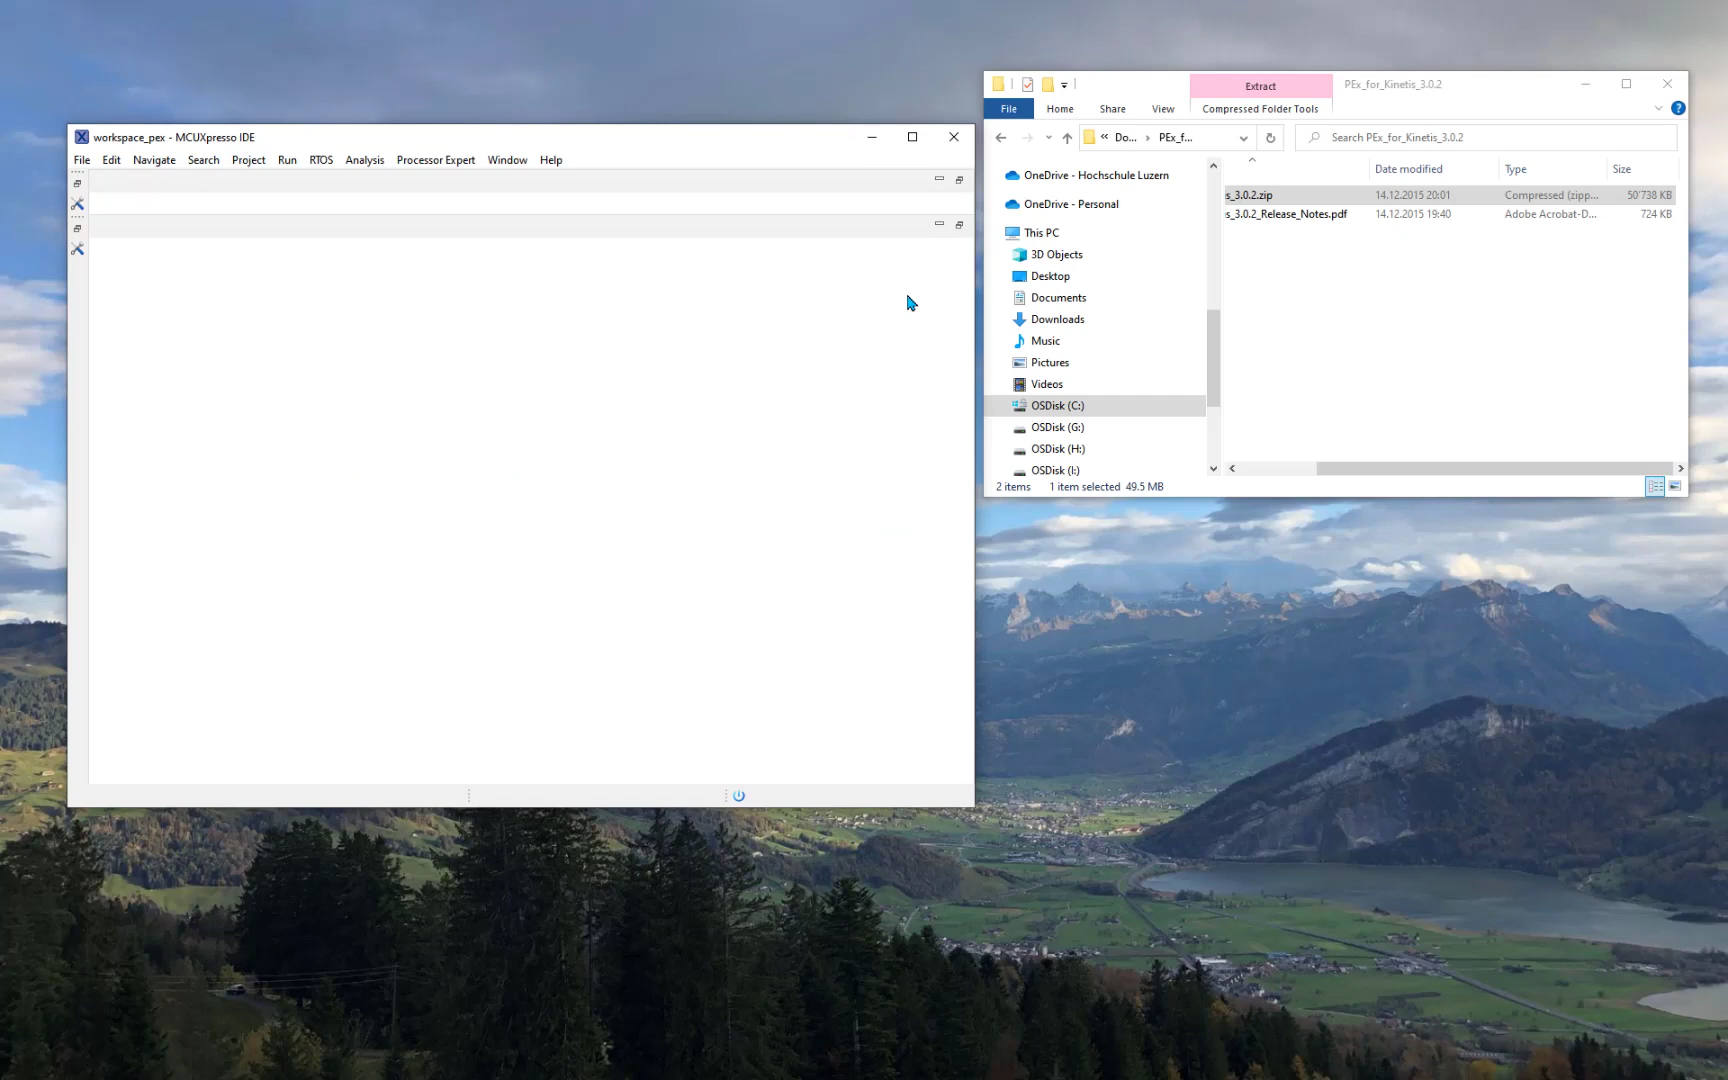 workspace_pex - MCUXpresso IDE
File Edit Navigate Search Project Run RTOS Analysis Processor Expert Window Help
Extract PEx_for_Kinetis_3.0.2
File Home Share View Compressed Folder Tools
« Do... › PEx_f... Search PEx_for_Kinetis_3.0.2
Date modified Type Size
s_3.0.2.zip 14.12.2015 20:01 Compressed (zipp... 50'738 KB
s_3.0.2_Release_Notes.pdf 14.12.2015 19:40 Adobe Acrobat-D... 724 KB
OneDrive - Hochschule Luzern
OneDrive - Personal
This PC
3D Objects
Desktop
Documents
Downloads
Music
Pictures
Videos
OSDisk (C:)
OSDisk (G:)
OSDisk (H:)
OSDisk (I:)
2 items 1 item selected 49.5 MB